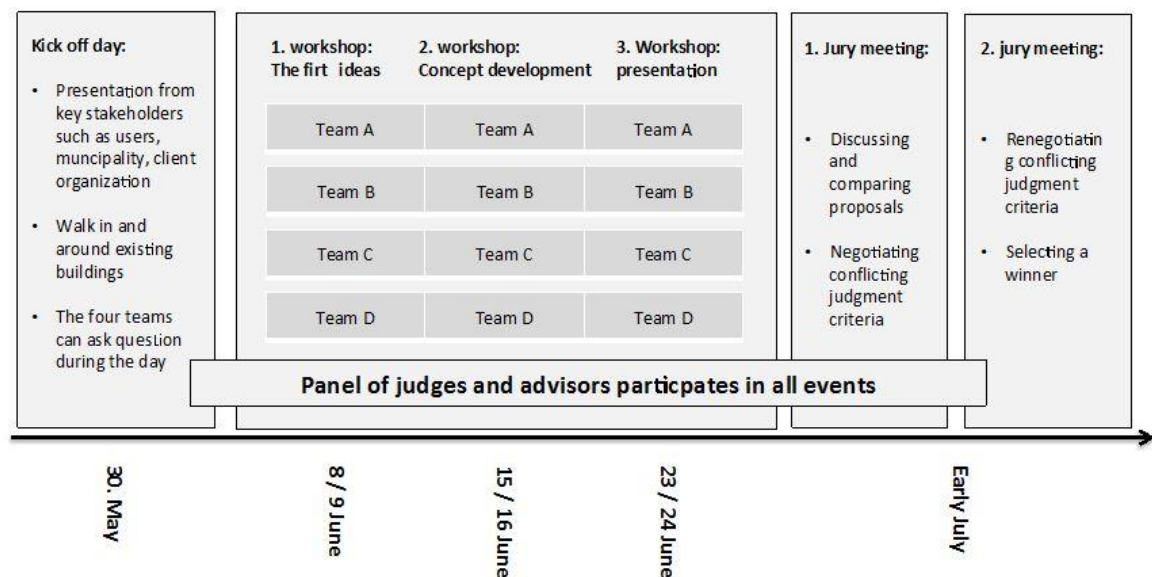 Kick off day:
• Presentation from
key stakeholders
such as users,
muncipality, client
organization
• Walk in and
around existing
buildings
• The four teams
can ask question
during the day
1. workshop:
The firt ideas
2. workshop:
Concept development
3. Workshop:
presentation
Team A Team A Team A
Team B Team B Team B
Team C Team C Team C
Team D Team D Team D
1. Jury meeting:
• Discussing
and
comparing
proposals
• Negotiating
conflicting
judgment
criteria
2. jury meeting:
• Renegotiatin
g conflicting
judgment
criteria
• Selecting a
winner
Panel of judges and advisors particpates in all events
30. May
8 / 9 June
15 / 16 June
23 / 24 June
Early July